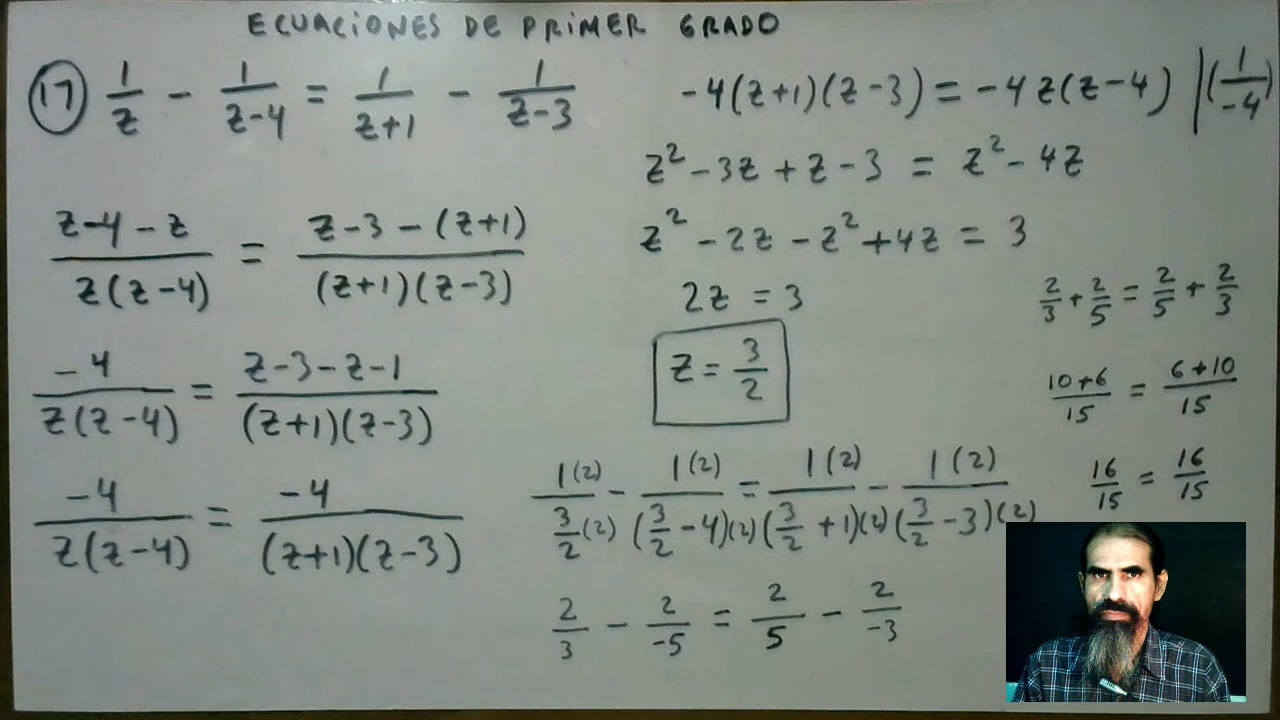 ECUACIONES DE PRIMER GRADO
17 1/z - 1/(z-4) = 1/(z+1) - 1/(z-3)
(z-4-z)/(z(z-4)) = (z-3-(z+1))/((z+1)(z-3))
-4/(z(z-4)) = (z-3-z-1)/((z+1)(z-3))
-4/(z(z-4)) = -4/((z+1)(z-3))
-4(z+1)(z-3) = -4z(z-4) |(1/-4)
z² - 3z + z - 3 = z² - 4z
z² - 2z - z² + 4z = 3
2z = 3
z = 3/2
1(2)/(3/2 (2)) - 1(2)/((3/2 - 4)(2)) = 1(2)/((3/2 + 1)(2)) - 1(2)/((3/2 - 3)(2))
2/3 - 2/-5 = 2/5 - 2/-3
2/3 + 2/5 = 2/5 + 2/3
(10+6)/15 = (6+10)/15
16/15 = 16/15